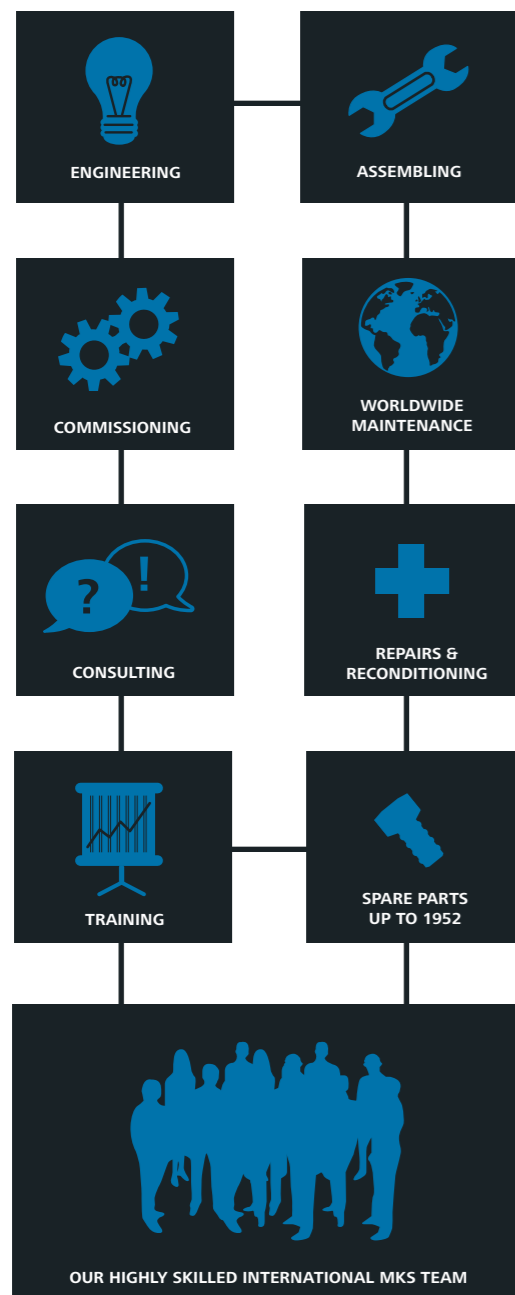 ENGINEERING
ASSEMBLING
COMMISSIONING
WORLDWIDE
MAINTENANCE
?
!
CONSULTING
REPAIRS &
RECONDITIONING
TRAINING
SPARE PARTS
UP TO 1952
OUR HIGHLY SKILLED INTERNATIONAL MKS TEAM